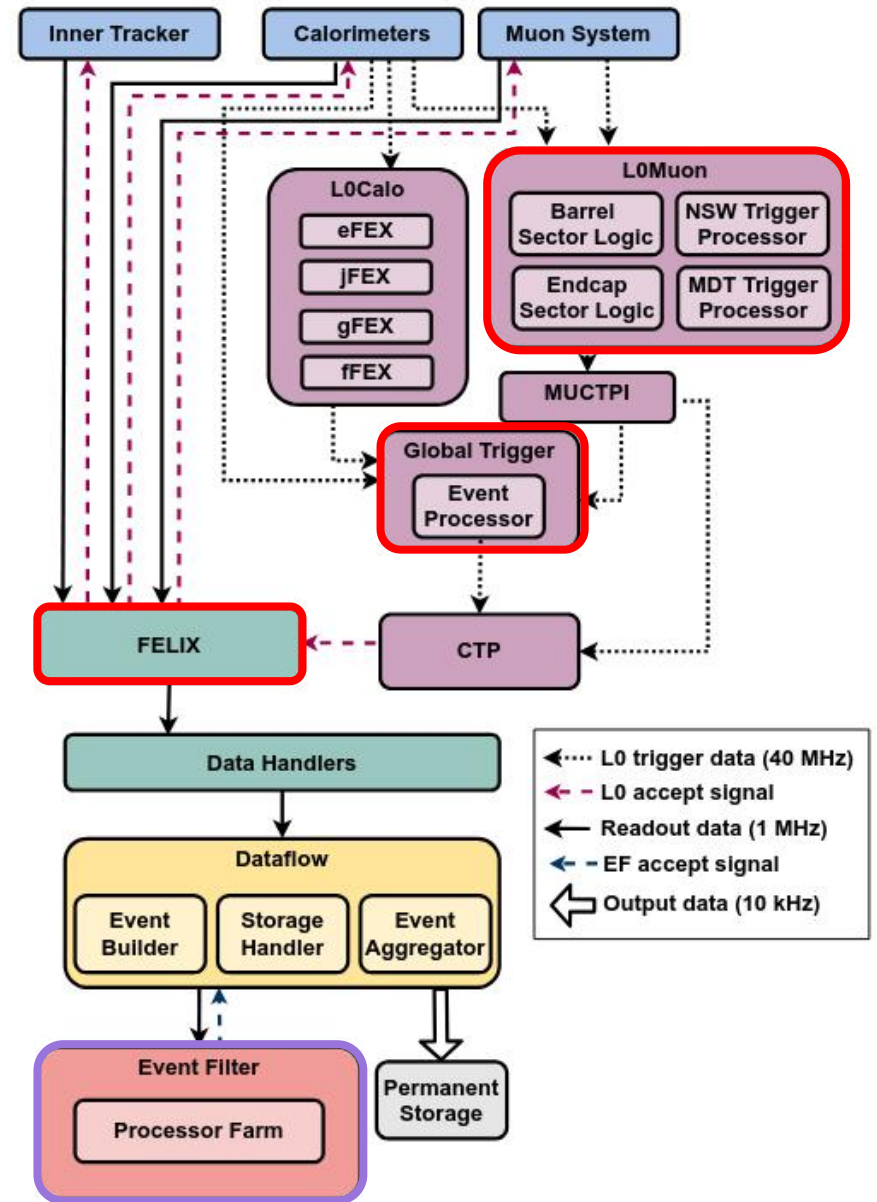 Inner Tracker
Calorimeters
Muon System
L0Calo
eFEX
jFEX
gFEX
fFEX
L0Muon
Barrel
Sector Logic
NSW Trigger
Processor
Endcap
Sector Logic
MDT Trigger
Processor
MUCTPI
Global Trigger
Event
Processor
FELIX
CTP
Data Handlers
Dataflow
Event
Builder
Storage
Handler
Event
Aggregator
Event Filter
Processor Farm
Permanent
Storage
L0 trigger data (40 MHz)
L0 accept signal
Readout data (1 MHz)
EF accept signal
Output data (10 kHz)